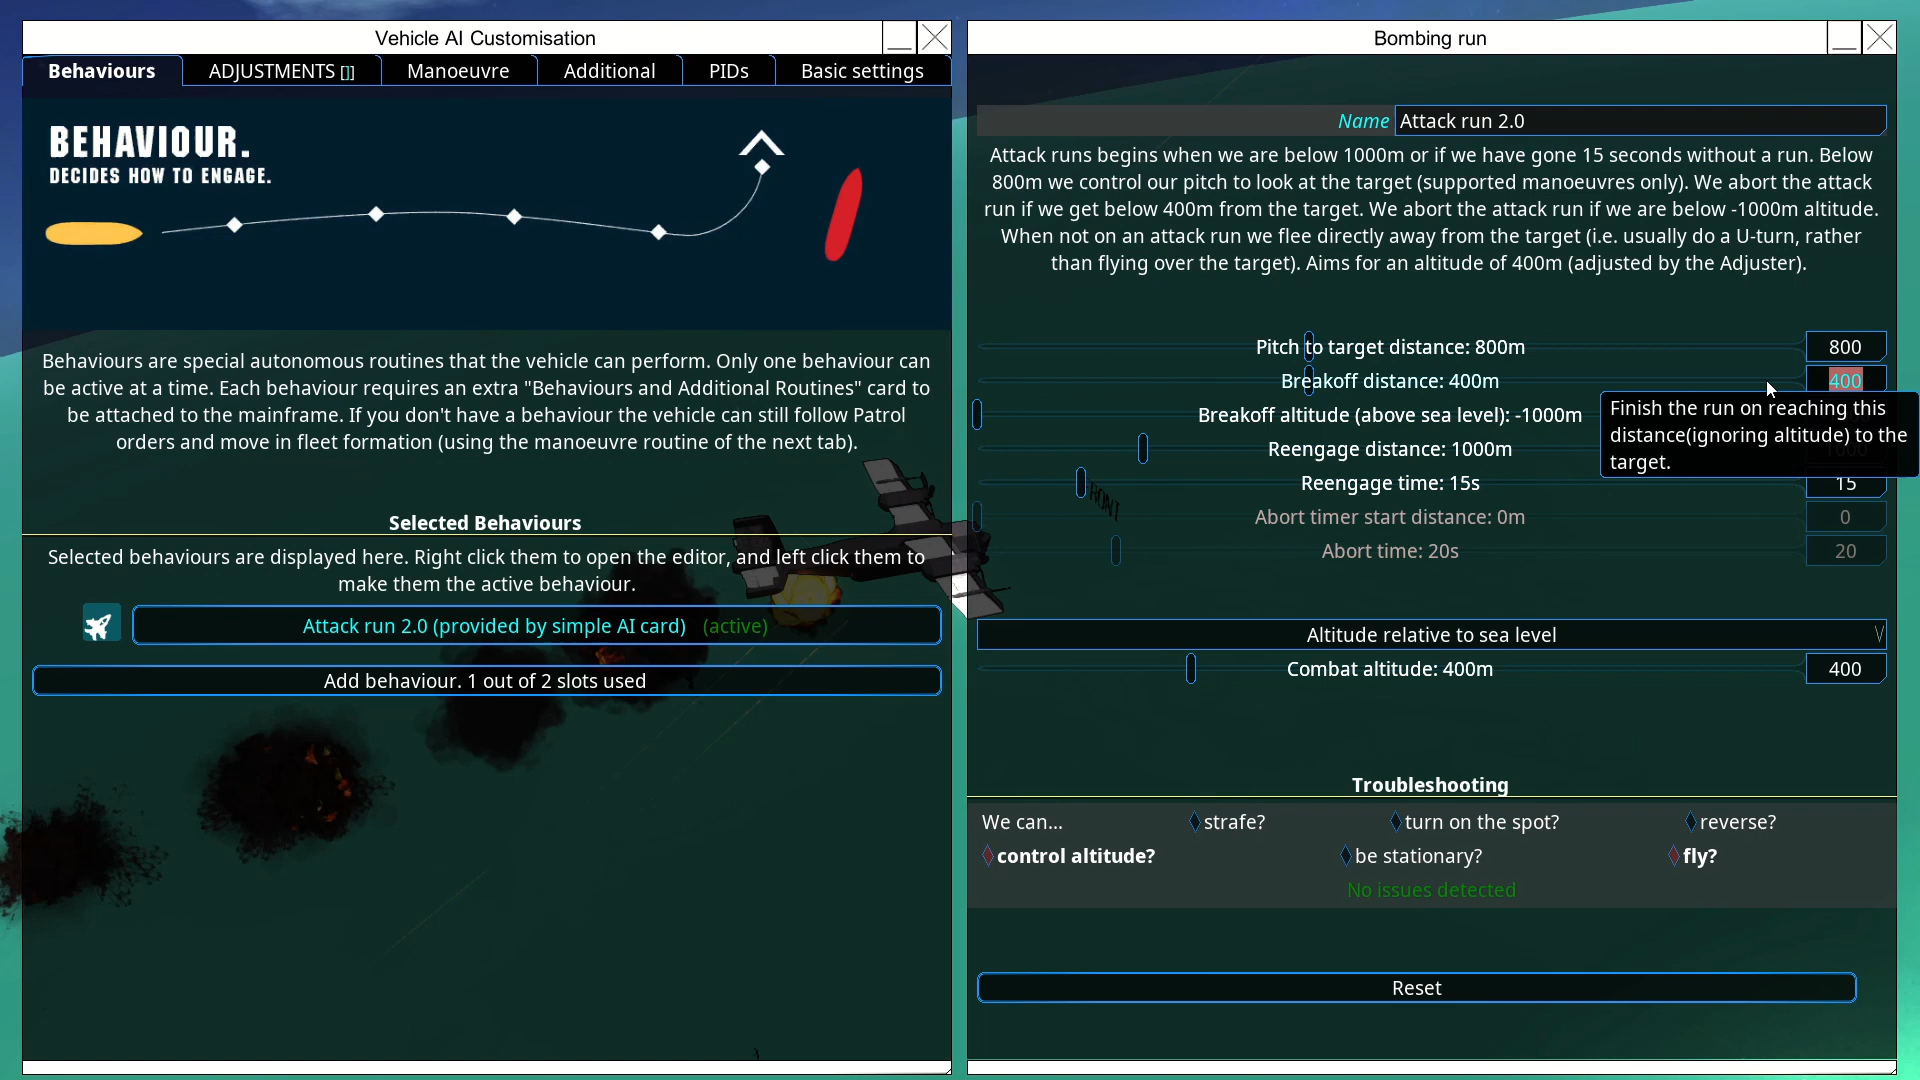 Vehicle AI Customisation
Behaviours
ADJUSTMENTS []
Manoeuvre
Additional
PIDs
Basic settings
BEHAVIOUR.
DECIDES HOW TO ENGAGE.
Behaviours are special autonomous routines that the vehicle can perform. Only one behaviour can
be active at a time. Each behaviour requires an extra "Behaviours and Additional Routines" card to
be attached to the mainframe. If you don't have a behaviour the vehicle can still follow Patrol
orders and move in fleet formation (using the manoeuvre routine of the next tab).
Selected Behaviours
Selected behaviours are displayed here. Right click them to open the editor, and left click them to
make them the active behaviour.
Attack run 2.0 (provided by simple AI card) (active)
Add behaviour. 1 out of 2 slots used
Bombing run
Name Attack run 2.0
Attack runs begins when we are below 1000m or if we have gone 15 seconds without a run. Below
800m we control our pitch to look at the target (supported manoeuvres only). We abort the attack
run if we get below 400m from the target. We abort the attack run if we are below -1000m altitude.
When not on an attack run we flee directly away from the target (i.e. usually do a U-turn, rather
than flying over the target). Aims for an altitude of 400m (adjusted by the Adjuster).
Pitch to target distance: 800m 800
Breakoff distance: 400m 400
Breakoff altitude (above sea level): -1000m
Finish the run on reaching this
distance(ignoring altitude) to the
target.
Reengage distance: 1000m 1000
Reengage time: 15s 15
FRONT
Abort timer start distance: 0m 0
Abort time: 20s 20
Altitude relative to sea level
Combat altitude: 400m 400
Troubleshooting
We can... strafe? turn on the spot? reverse?
control altitude? be stationary? fly?
No issues detected
Reset